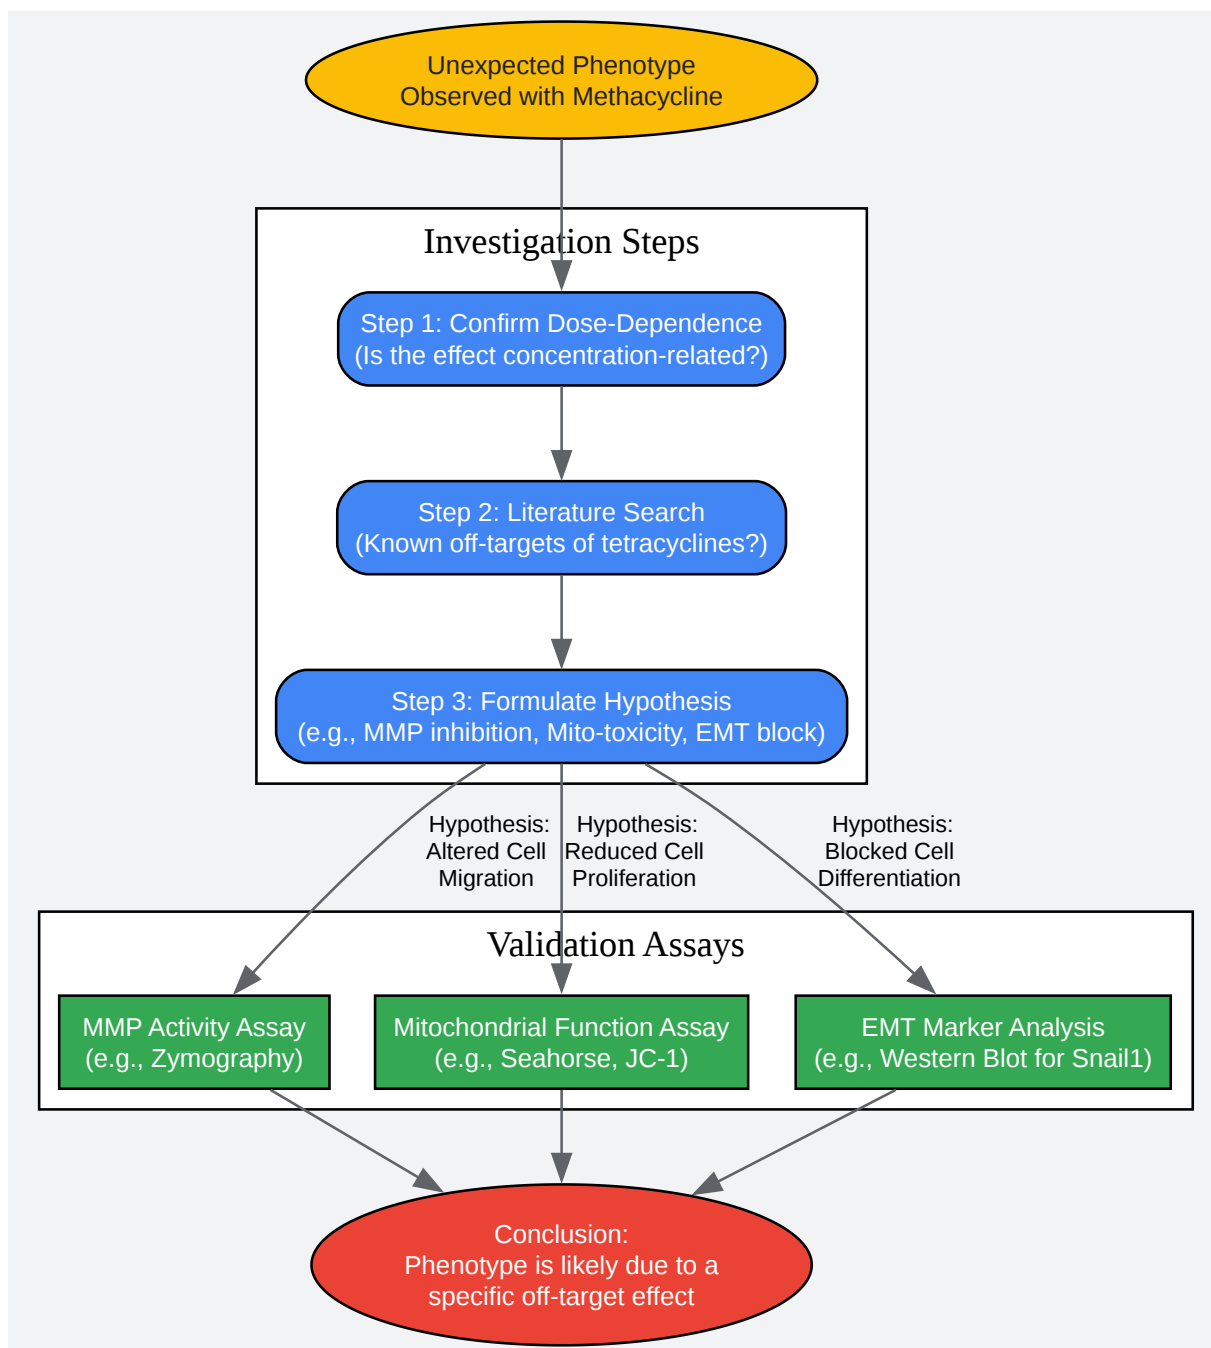 Unexpected Phenotype
Observed with Methacycline
Investigation Steps
Step 1: Confirm Dose-Dependence
(Is the effect concentration-related?)
Step 2: Literature Search
(Known off-targets of tetracyclines?)
Step 3: Formulate Hypothesis
(e.g., MMP inhibition, Mito-toxicity, EMT block)
Hypothesis:
Altered Cell
Migration
Hypothesis:
Reduced Cell
Proliferation
Hypothesis:
Blocked Cell
Differentiation
Validation Assays
MMP Activity Assay
(e.g., Zymography)
Mitochondrial Function Assay
(e.g., Seahorse, JC-1)
EMT Marker Analysis
(e.g., Western Blot for Snail1)
Conclusion:
Phenotype is likely due to a
specific off-target effect